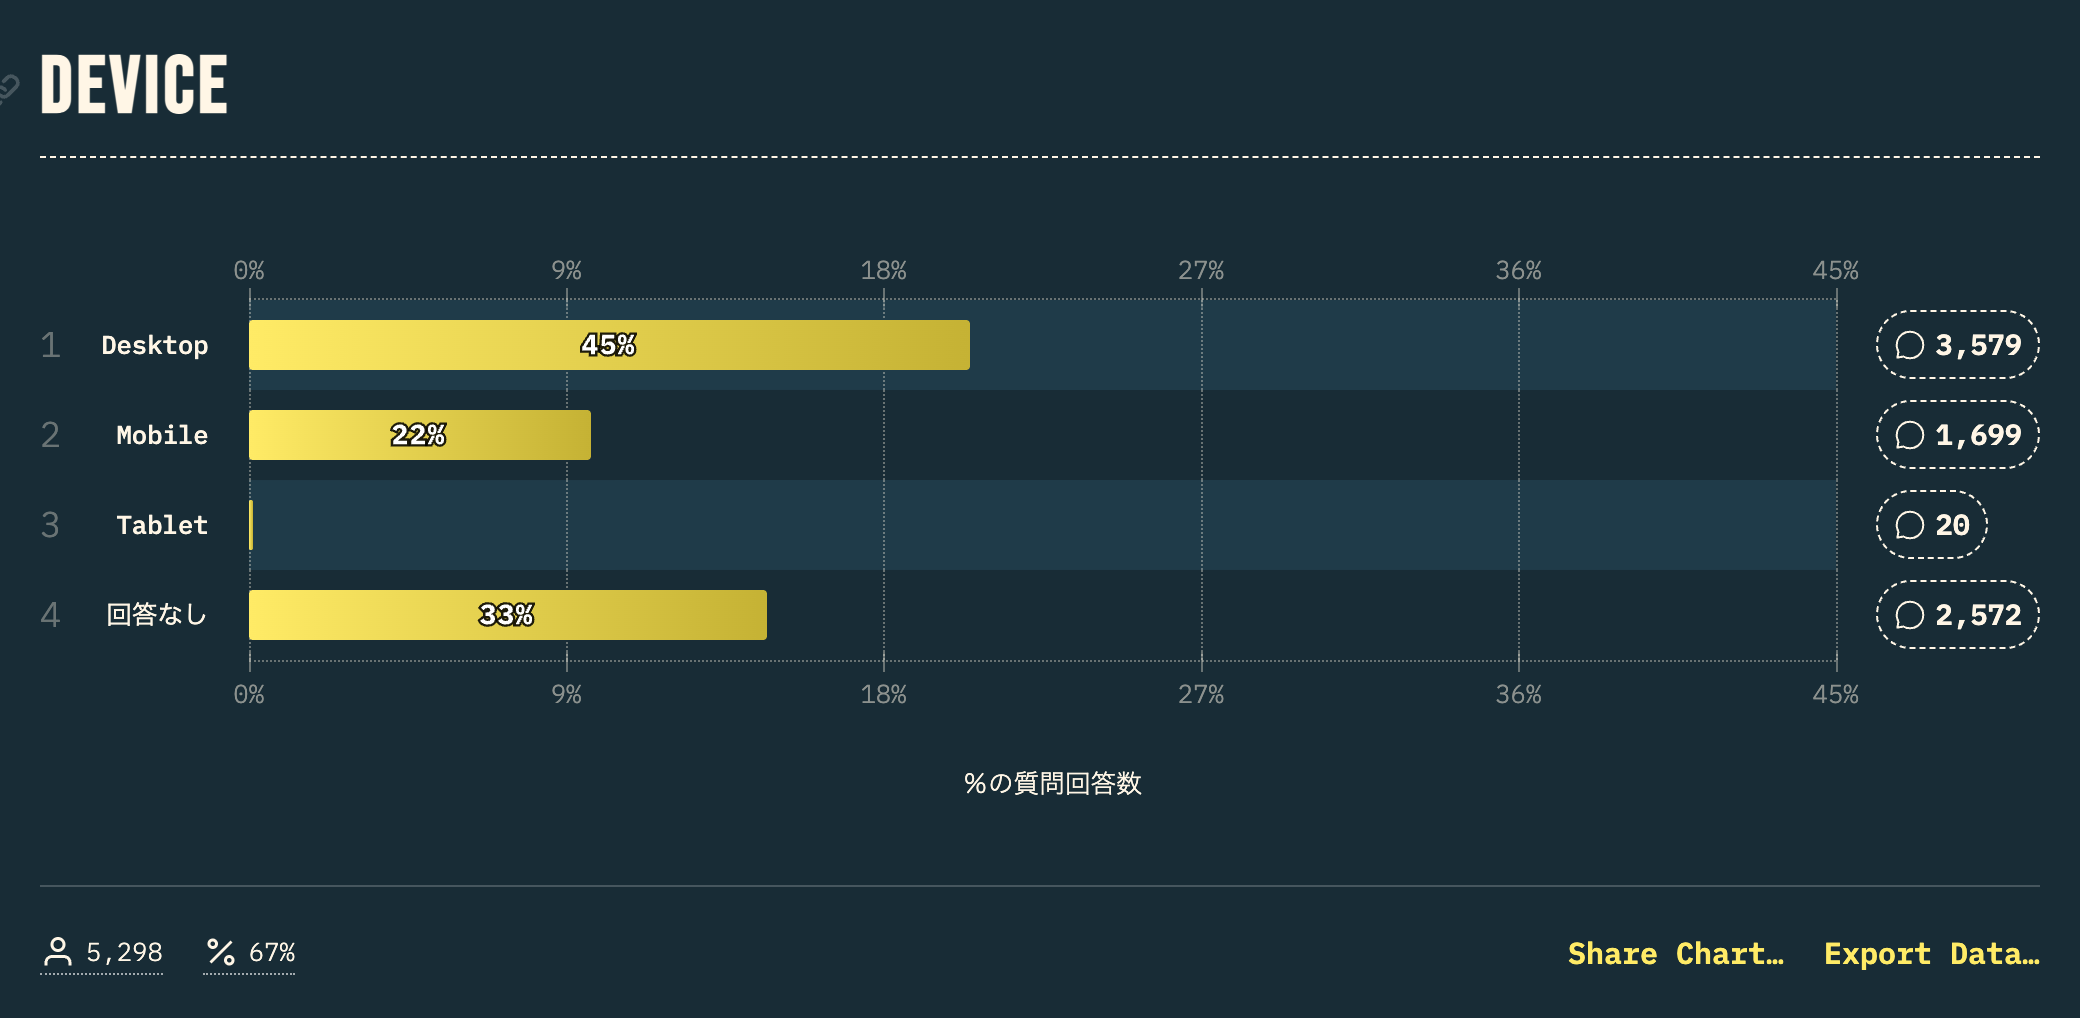 DEVICE
0% 9% 18% 27% 36% 45%
1 Desktop 45% 3,579
2 Mobile 22% 1,699
3 Tablet 20
4 回答なし 33% 2,572
0% 9% 18% 27% 36% 45%
%の質問回答数
5,298 % 67% Share Chart… Export Data…